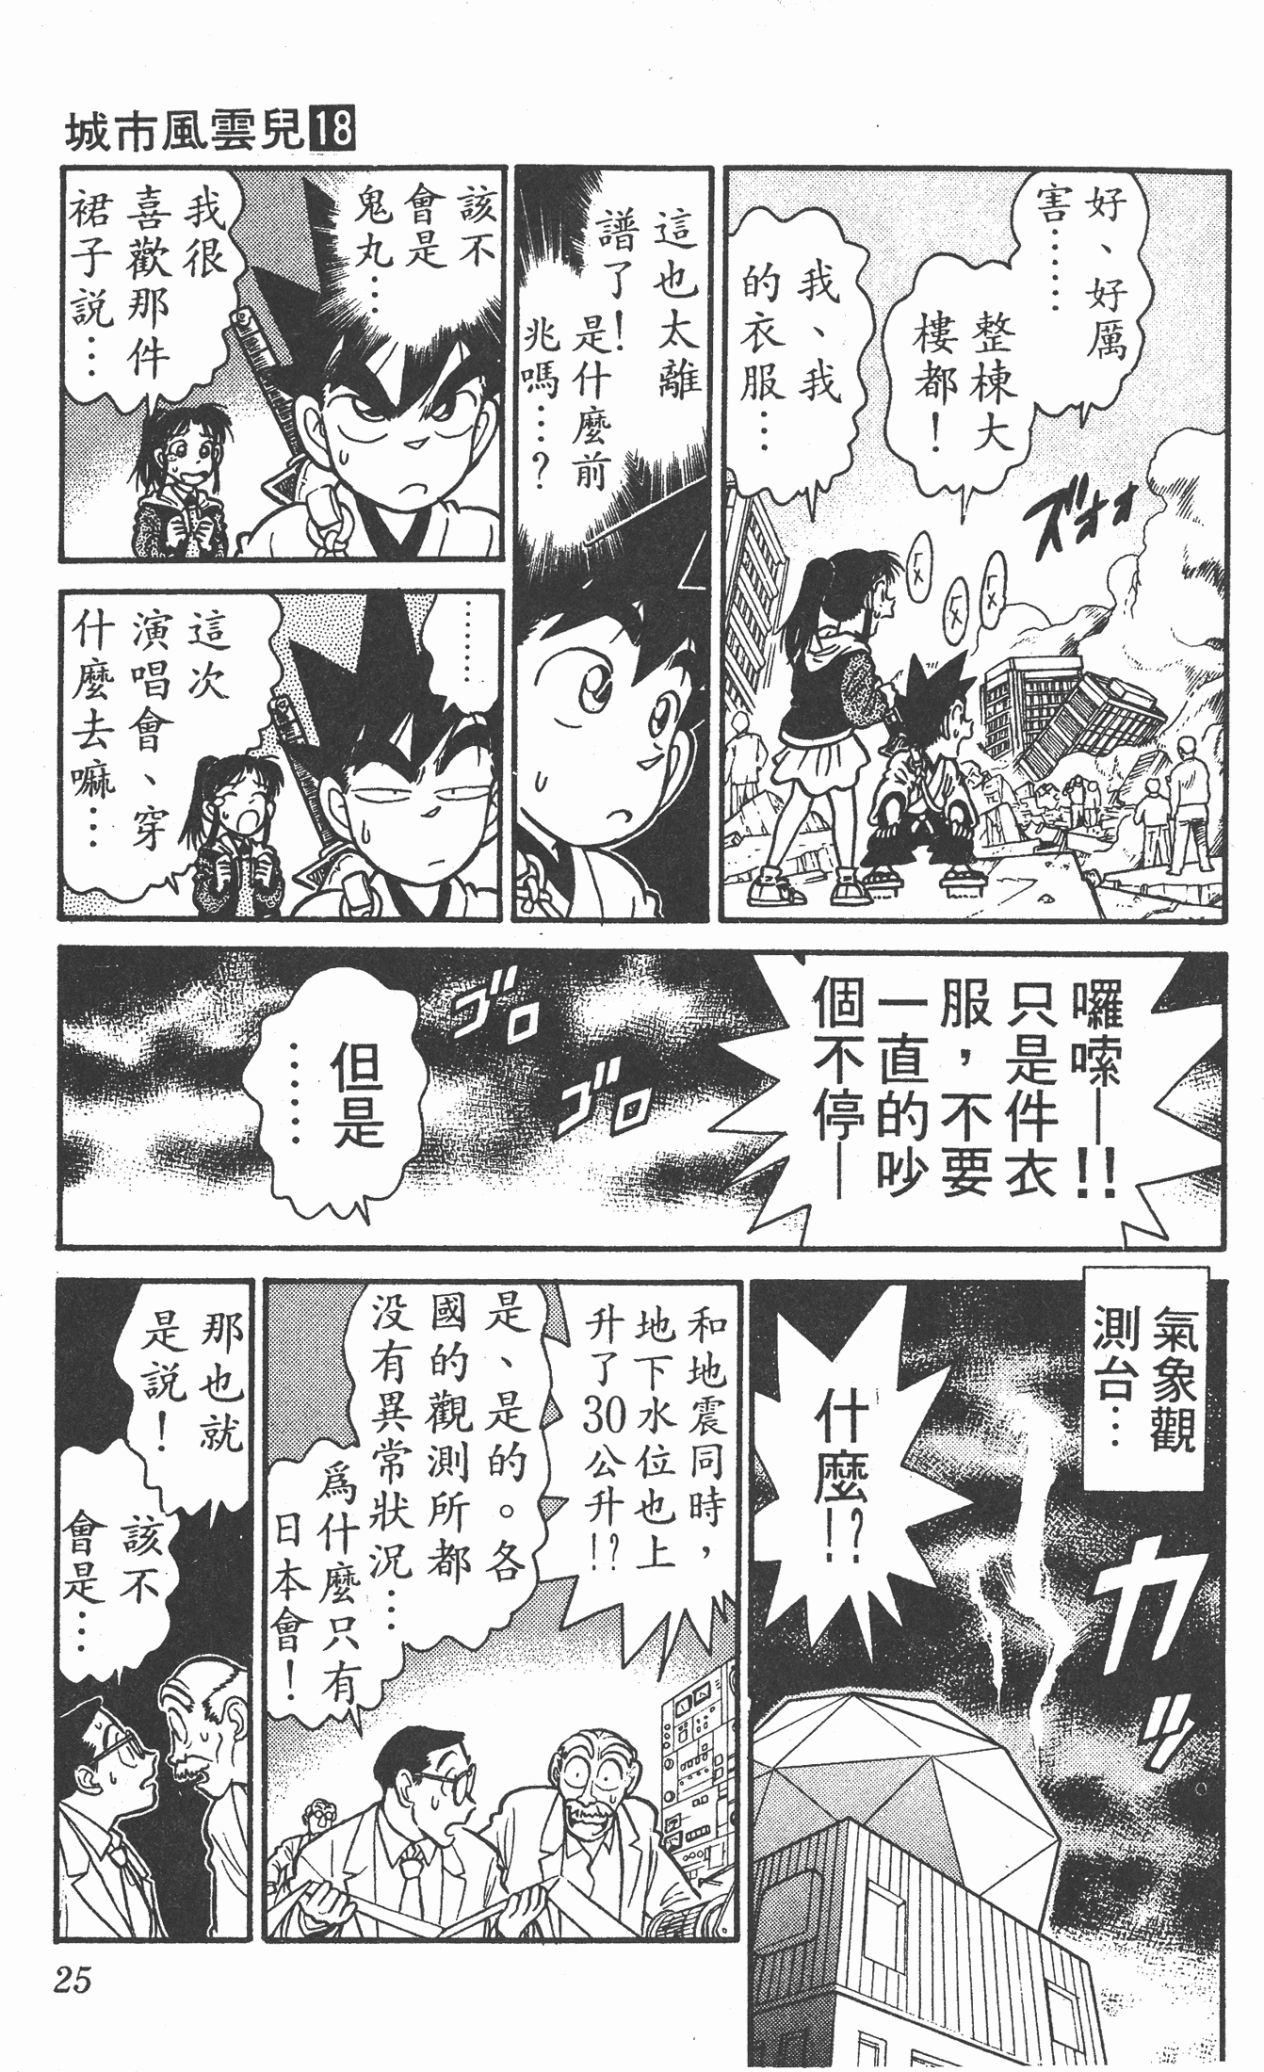 城市風雲兒18
好、好厲
害……
整棟大
樓都！
我、我
的衣服…
ズオオ
這也太離
譜了！
是什麼前
兆嗎…？
該不
會是
鬼丸…
我很
喜歡那件
裙子説…
………
這次
演唱會、穿
什麼去嘛…
囉嗦—!!
只是件衣
服，不要
一直的吵
個不停—
ゴロ
ゴロ
但是
……
氣象觀
測台…
カッ
什麼!?
和地震同時，
地下水位也上
升了30公升!?
是、是的。各
國的觀測所都
没有異常狀況…
爲什麼只有
日本會！
那也就
是説！
該不
會是…
25